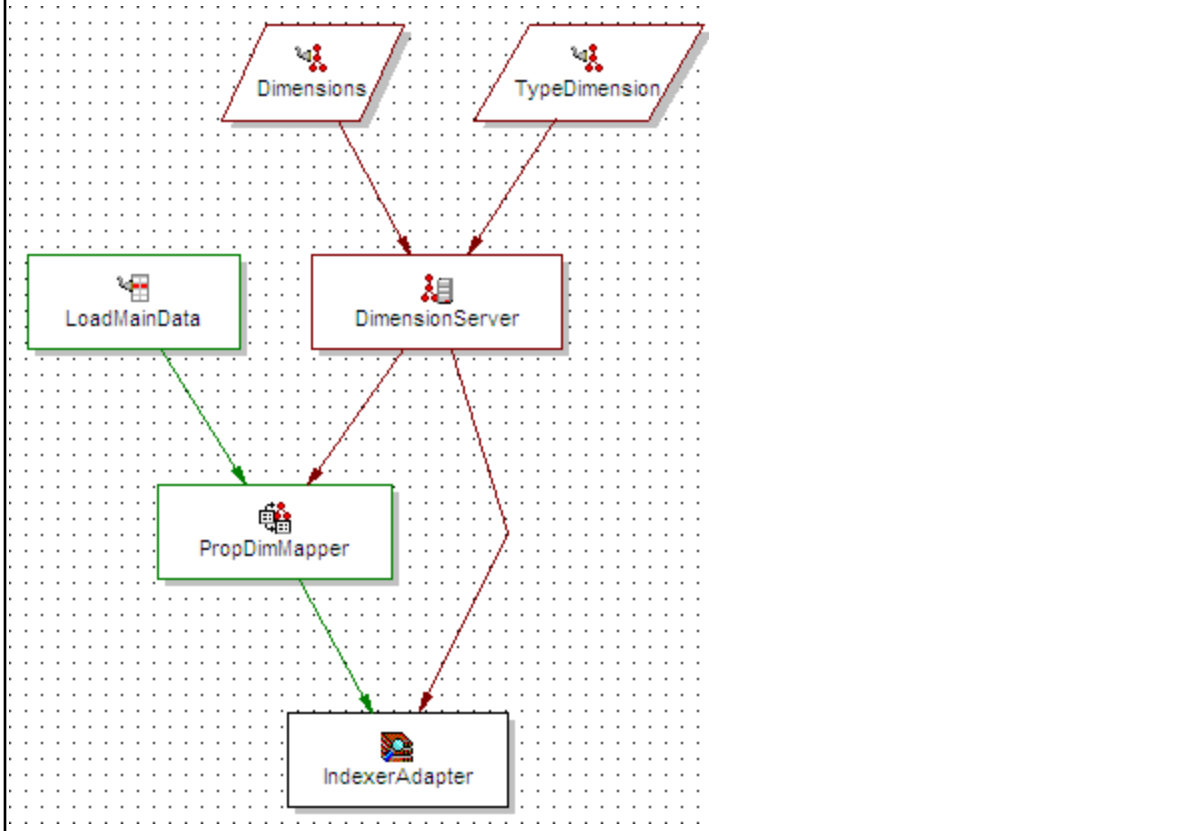 Dimensions
TypeDimension
LoadMainData
DimensionServer
PropDimMapper
IndexerAdapter